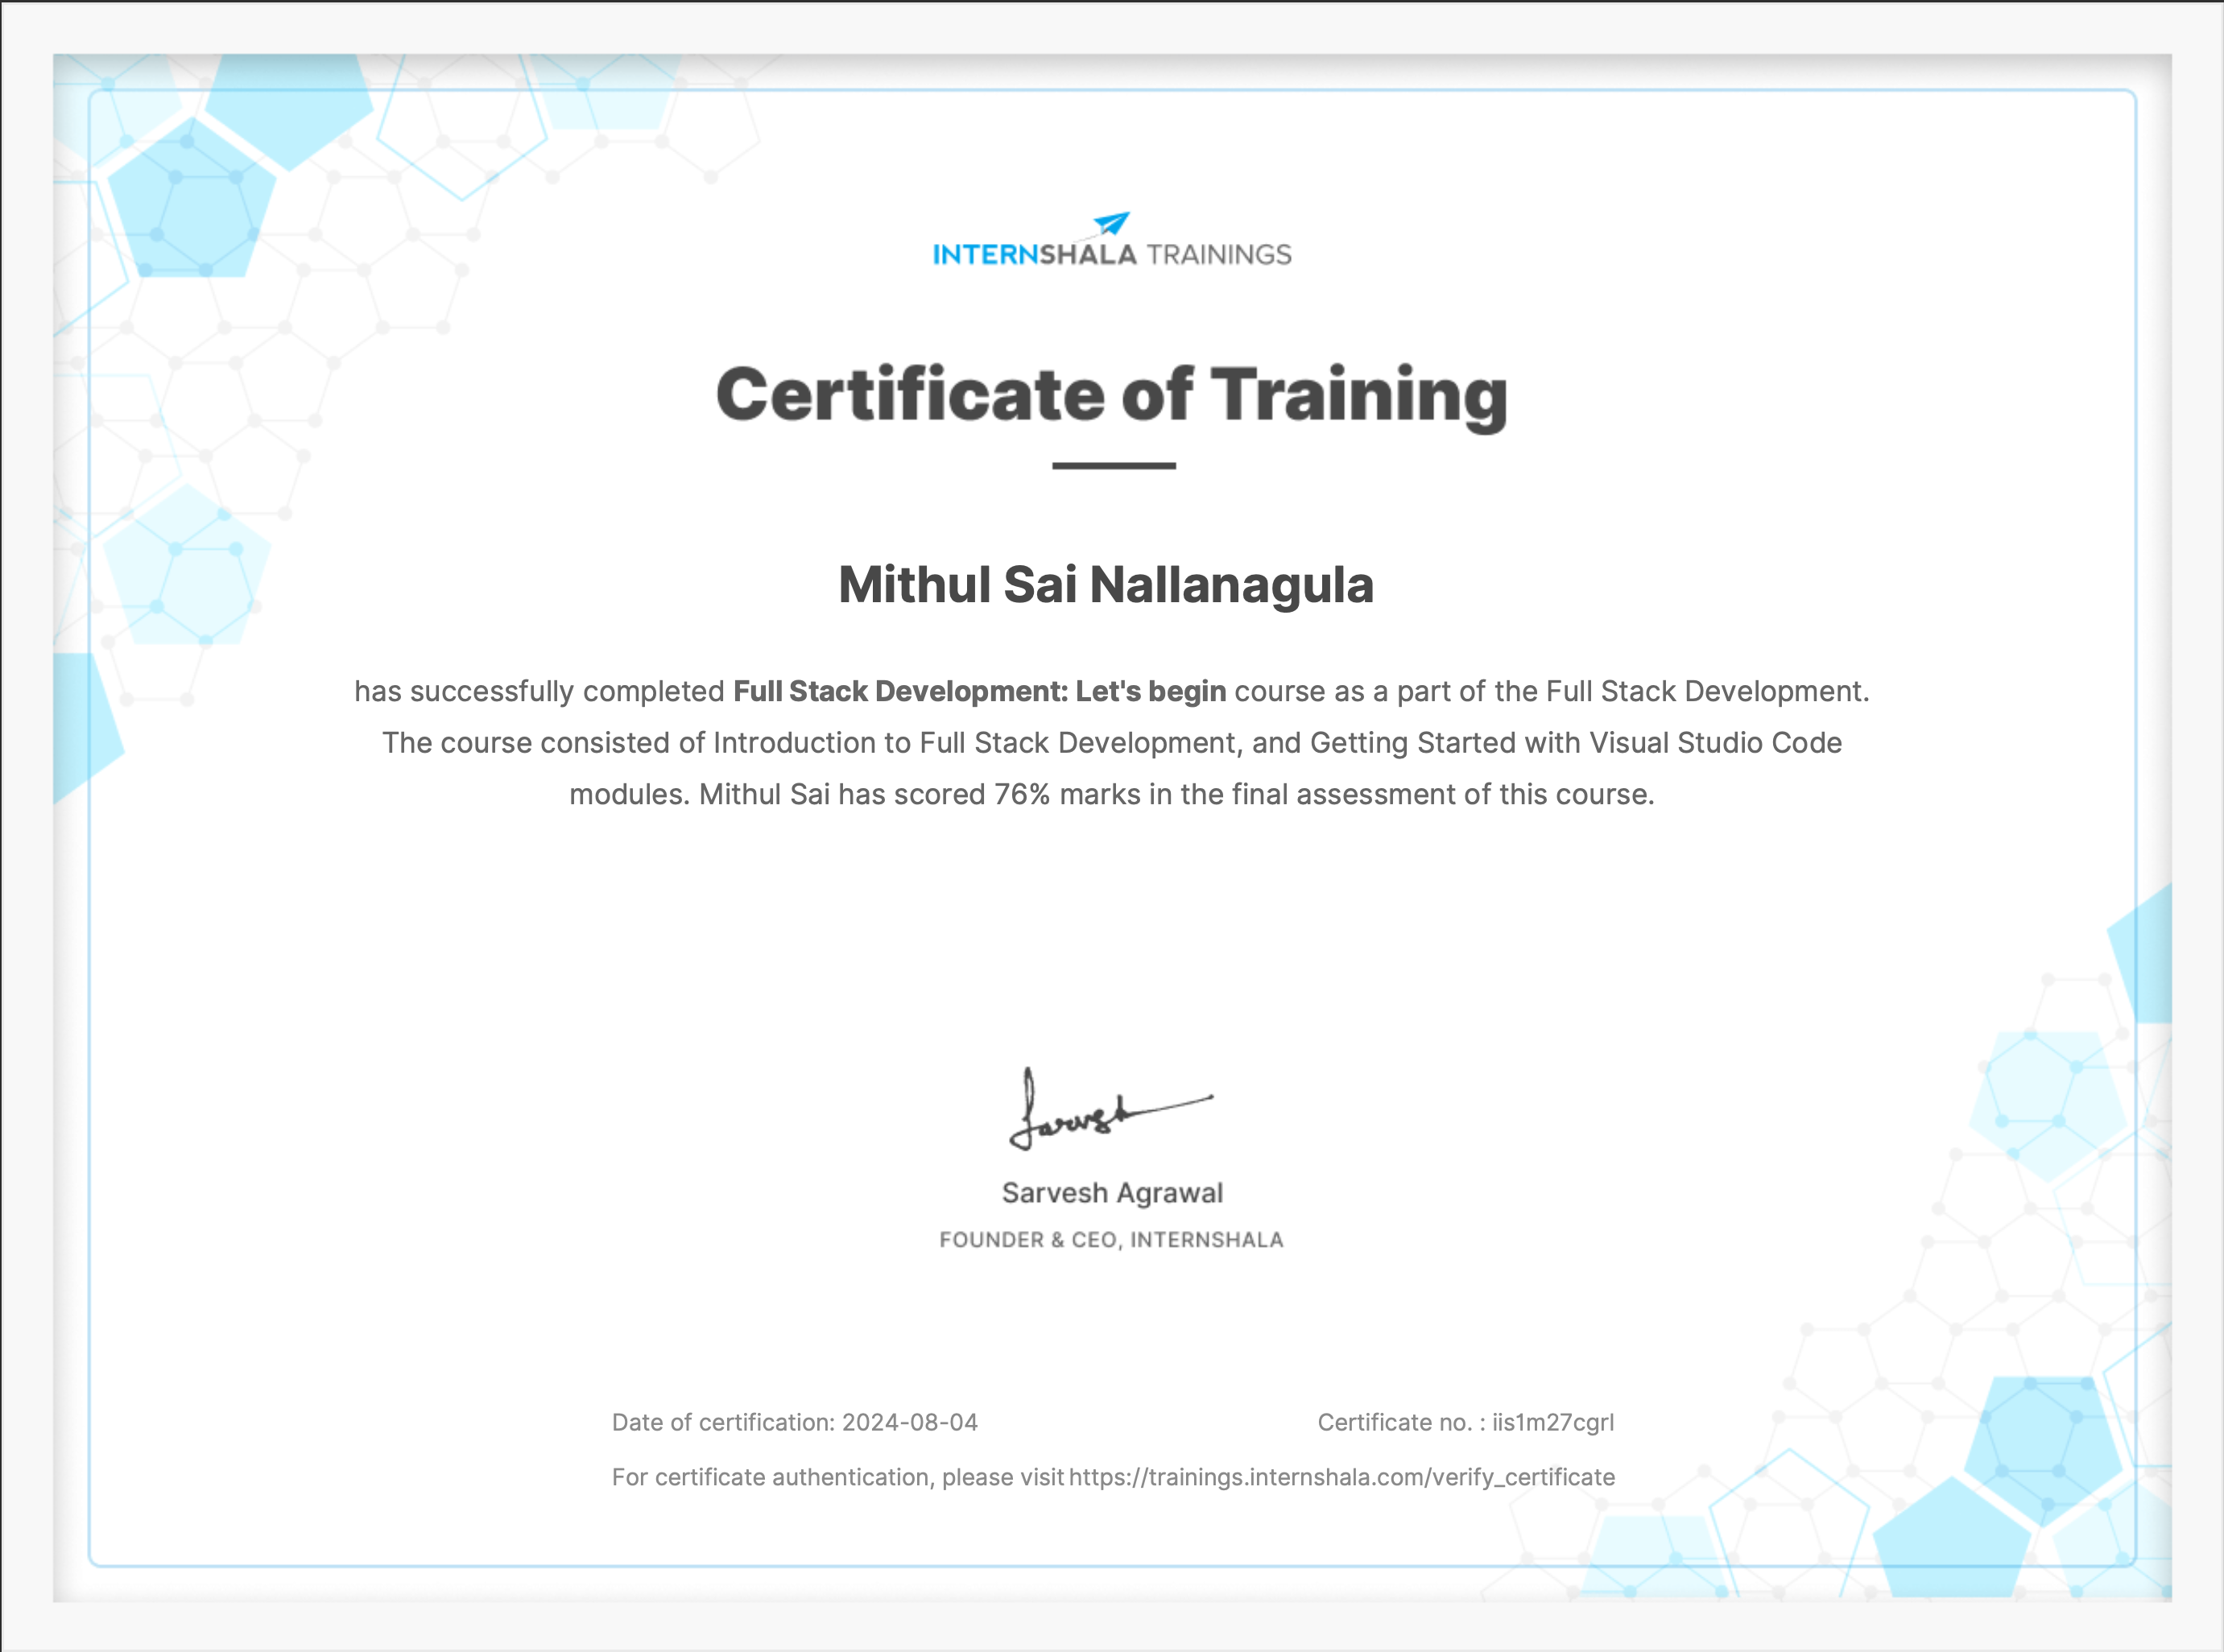 INTERNSHALA TRAININGS
Certificate of Training
Mithul Sai Nallanagula
has successfully completed Full Stack Development: Let's begin course as a part of the Full Stack Development.
The course consisted of Introduction to Full Stack Development, and Getting Started with Visual Studio Code
modules. Mithul Sai has scored 76% marks in the final assessment of this course.
Sarvesh
Sarvesh Agrawal
FOUNDER & CEO, INTERNSHALA
Date of certification: 2024-08-04 Certificate no. : iis1m27cgrl
For certificate authentication, please visit https://trainings.internshala.com/verify_certificate